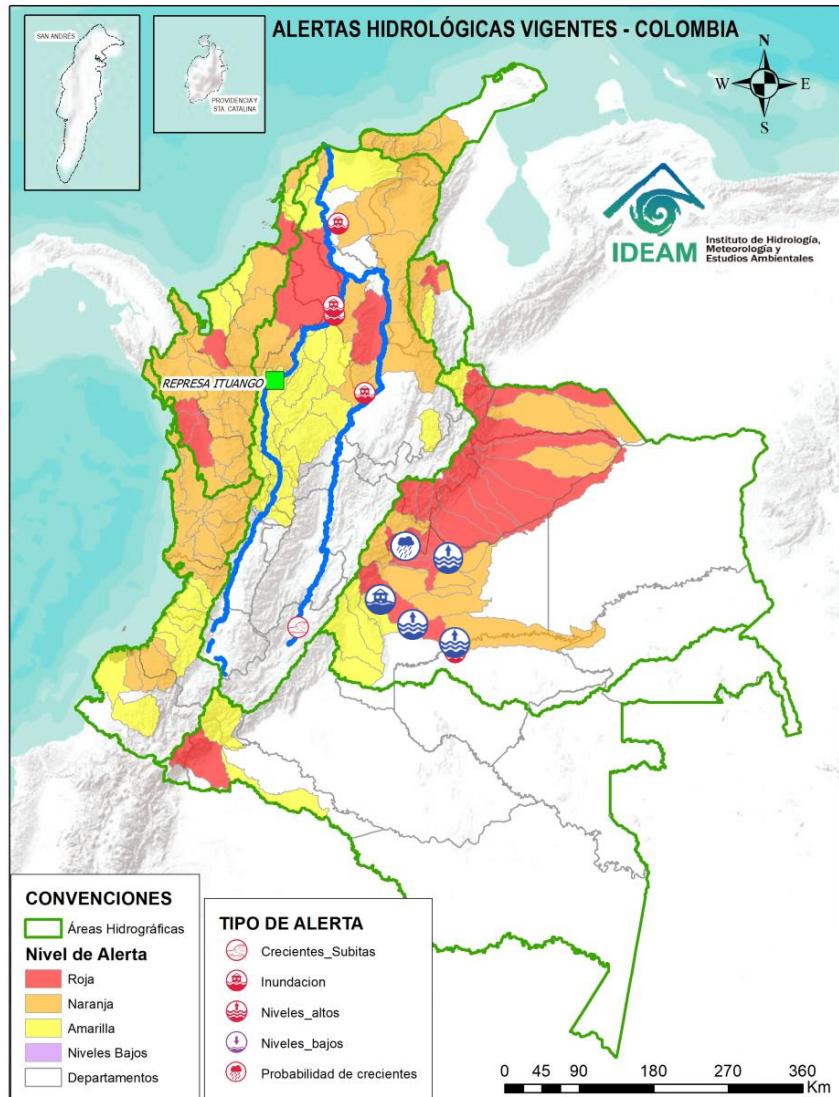 ALERTAS HIDROLÓGICAS VIGENTES - COLOMBIA
SAN ANDRÉS
PROVIDENCIA Y
STA. CATALINA
N
W
E
S
IDEAM
Instituto de Hidrología,
Meteorología y
Estudios Ambientales
REPRESA ITUANGO
CONVENCIONES
Áreas Hidrográficas
Nivel de Alerta
Roja
Naranja
Amarilla
Niveles Bajos
Departamentos
TIPO DE ALERTA
Crecientes_Subitas
Inundacion
Niveles_altos
Niveles_bajos
Probabilidad de crecientes
0 45 90 180 270 360
Km